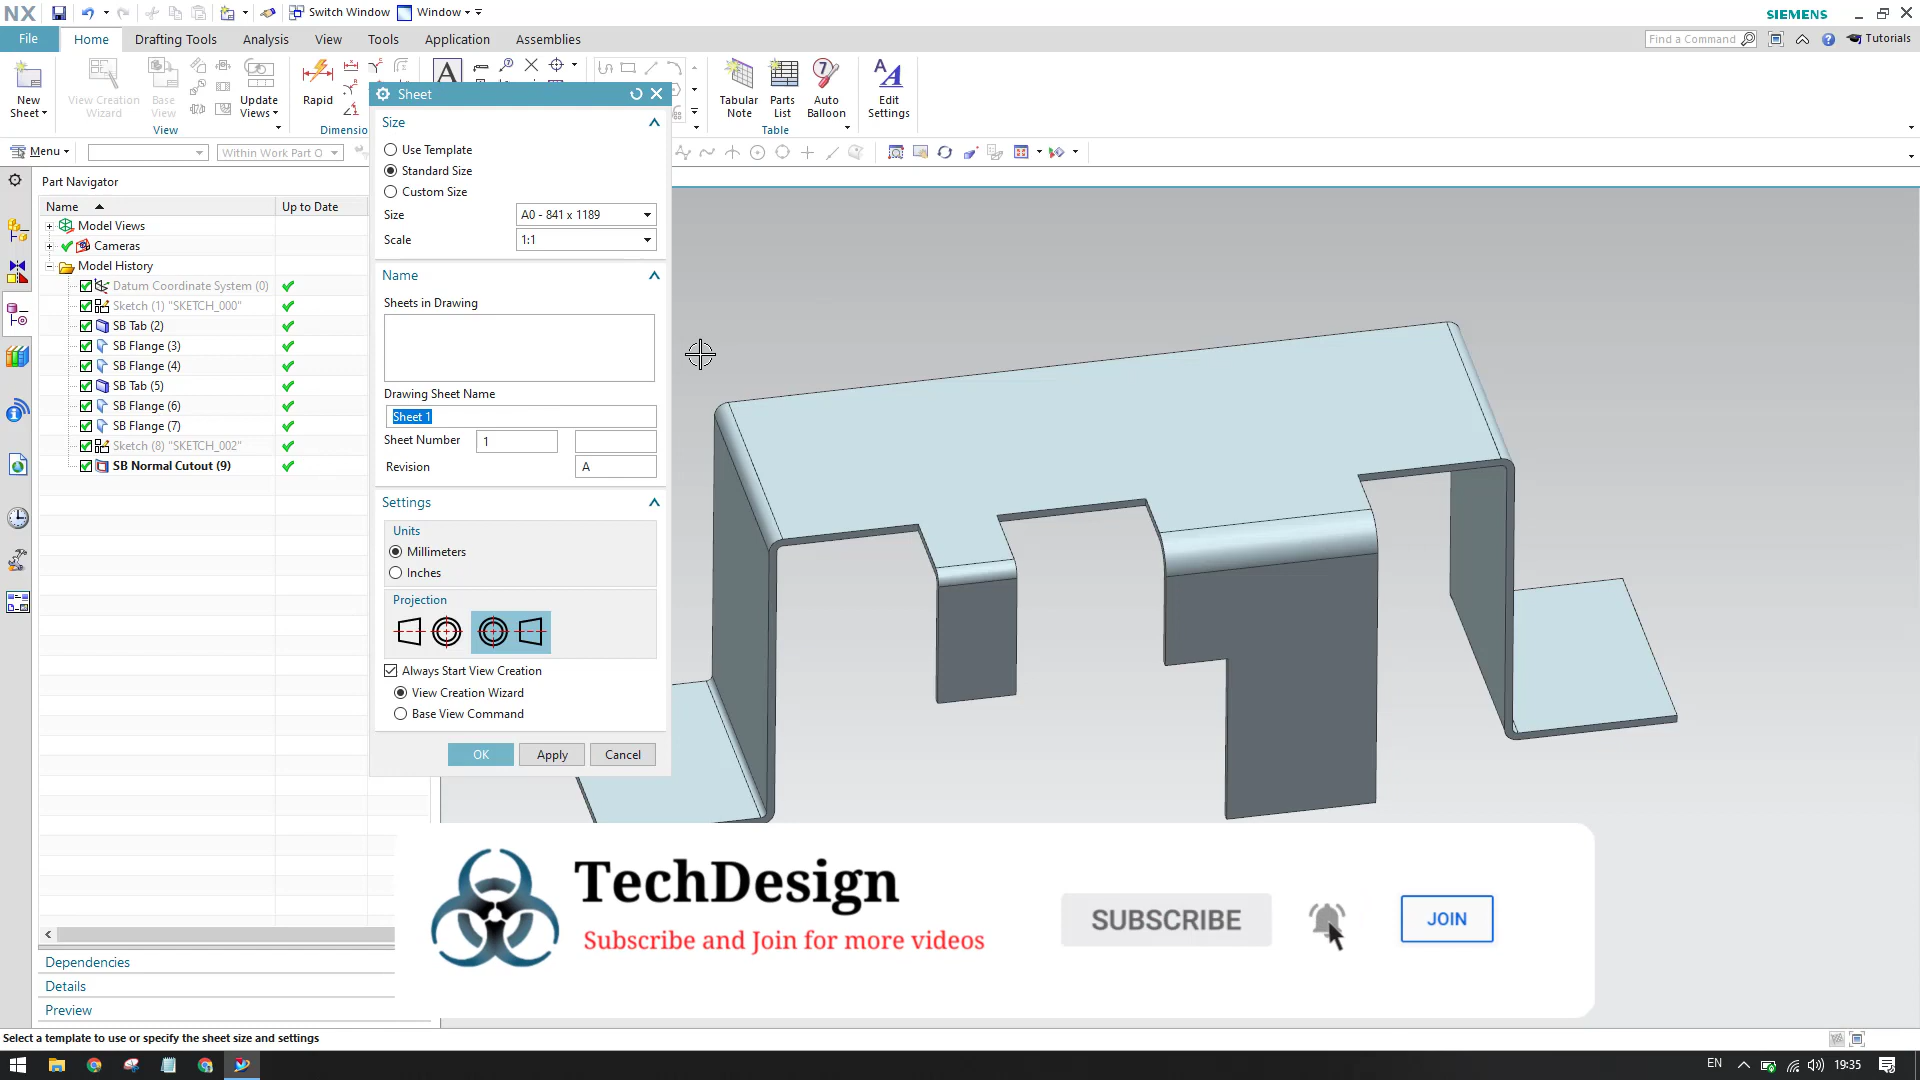 NX
Switch Window
Window
SIEMENS
File
Home
Drafting Tools
Analysis
View
Tools
Application
Assemblies
Find a Command
Tutorials
New
Sheet
View Creation
Wizard
Base
View
Update
Views
View
Rapid
Dimensio
A
Tabular
Note
Parts
List
Auto
Balloon
Table
Edit
Settings
Menu
Within Work Part O
Part Navigator
Name
Up to Date
Model Views
Cameras
Model History
Datum Coordinate System (0)
Sketch (1) "SKETCH_000"
SB Tab (2)
SB Flange (3)
SB Flange (4)
SB Tab (5)
SB Flange (6)
SB Flange (7)
Sketch (8) "SKETCH_002"
SB Normal Cutout (9)
Dependencies
Details
Preview
Sheet
Size
Use Template
Standard Size
Custom Size
Size
A0 - 841 x 1189
Scale
1:1
Name
Sheets in Drawing
Drawing Sheet Name
Sheet 1
Sheet Number
1
Revision
A
Settings
Units
Millimeters
Inches
Projection
Always Start View Creation
View Creation Wizard
Base View Command
OK
Apply
Cancel
TechDesign
Subscribe and Join for more videos
SUBSCRIBE
JOIN
Select a template to use or specify the sheet size and settings
EN
19:35